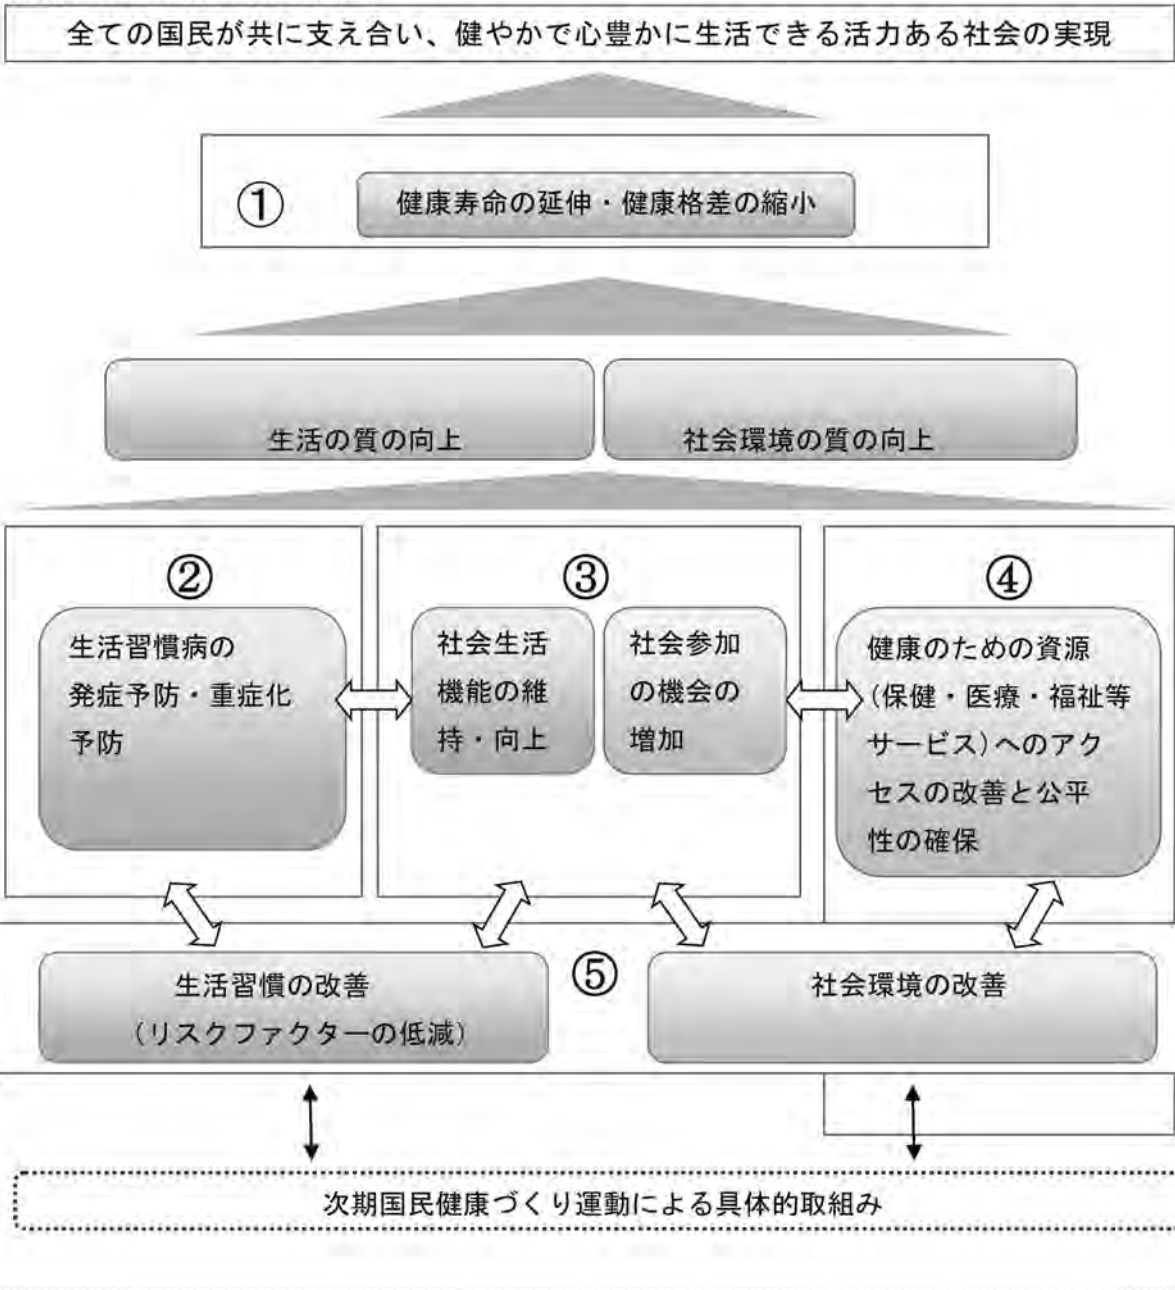 全ての国民が共に支え合い、健やかで心豊かに生活できる活力ある社会の実現
①
健康寿命の延伸・健康格差の縮小
生活の質の向上
社会環境の質の向上
②
生活習慣病の
発症予防・重症化
予防
③
社会生活
機能の維
持・向上
社会参加
の機会の
増加
④
健康のための資源
(保健・医療・福祉等
サービス)へのアク
セスの改善と公平
性の確保
⑤
生活習慣の改善
(リスクファクターの低減)
社会環境の改善
次期国民健康づくり運動による具体的取組み